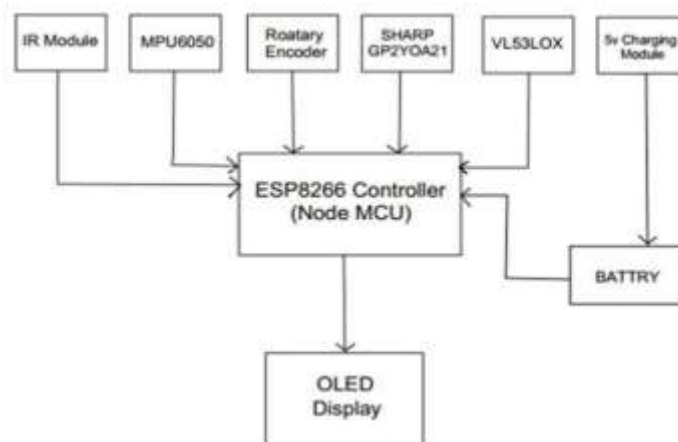 IR Module
MPU6050
Roatary
Encoder
SHARP
GP2YOA21
VL53LOX
5v Charging
Module
ESP8266 Controller
(Node MCU)
BATTRY
OLED
Display